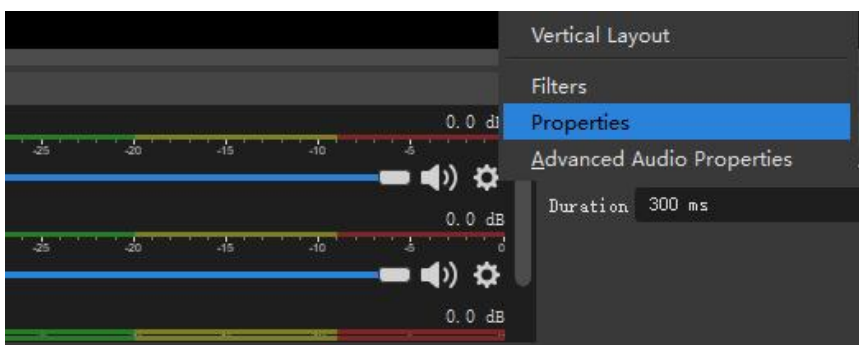 Vertical Layout
Filters
0.0 dB
Properties
-25 -20 -15 -10 -5
Advanced Audio Properties
Duration 300 ms
0.0 dB
-25 -20 -15 -10 -5 0
0.0 dB